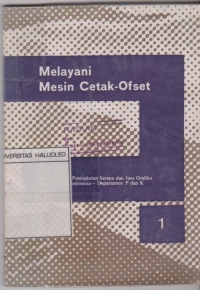 Melayani
Mesin Cetak-Ofset
UNIVERSITAS HALUOLEO
Peningkatan Sarana dan Jasa Grafika
Indonesia – Departemen P dan K
1